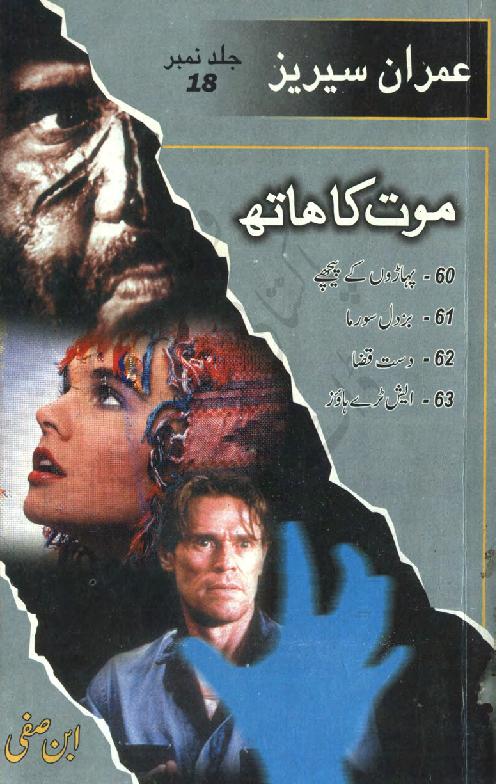 عمران سیریز
جلد نمبر
18
موت کا ہاتھ
60 - پہاڑوں کے پیچھے
61 - بزدل سورما
62 - دست قضا
63 - ایش ٹرے ہاؤز
ابن صفی